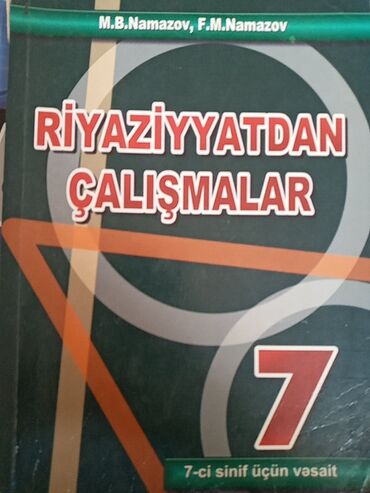 M.B.Namazov, F.M.Namazov
RİYAZİYYATDAN
ÇALIŞMALAR
7
7-ci sinif üçün vəsait